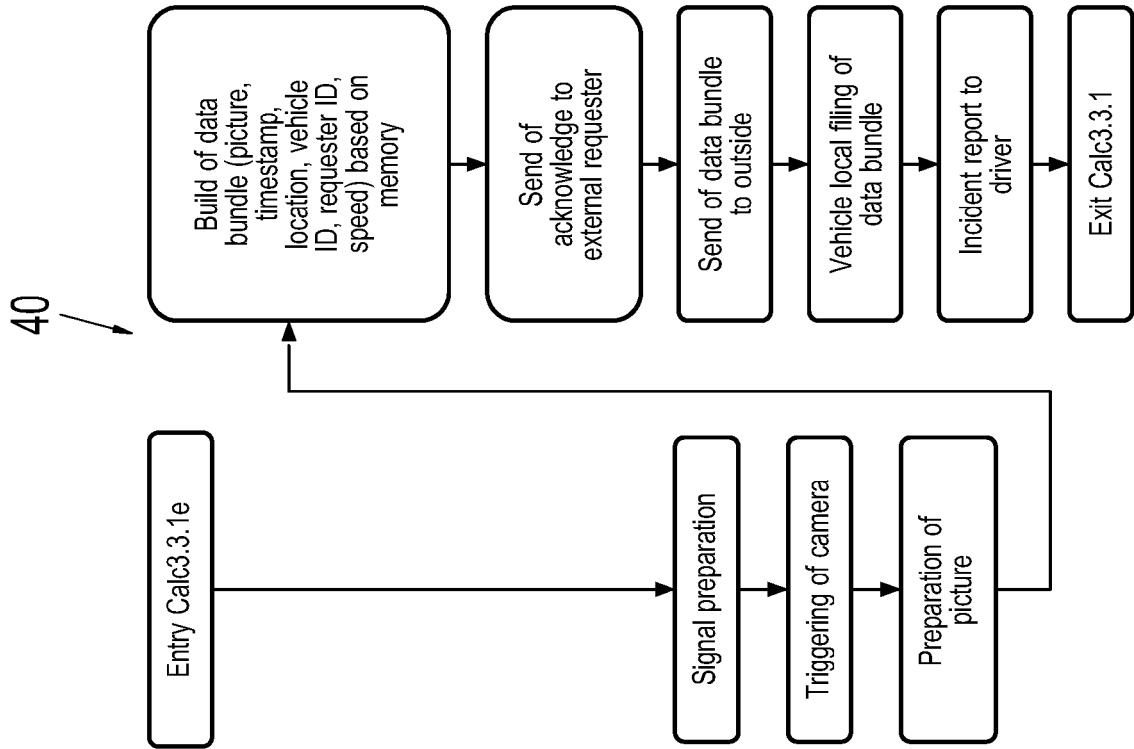 40
Entry Calc3.3.1e
Signal preparation
Triggering of camera
Preparation of
picture
Build of data
bundle (picture,
timestamp,
location, vehicle
ID, requester ID,
speed) based on
memory
Send of
acknowledge to
external requester
Send of data bundle
to outside
Vehicle local filing of
data bundle
Incident report to
driver
Exit Calc3.3.1